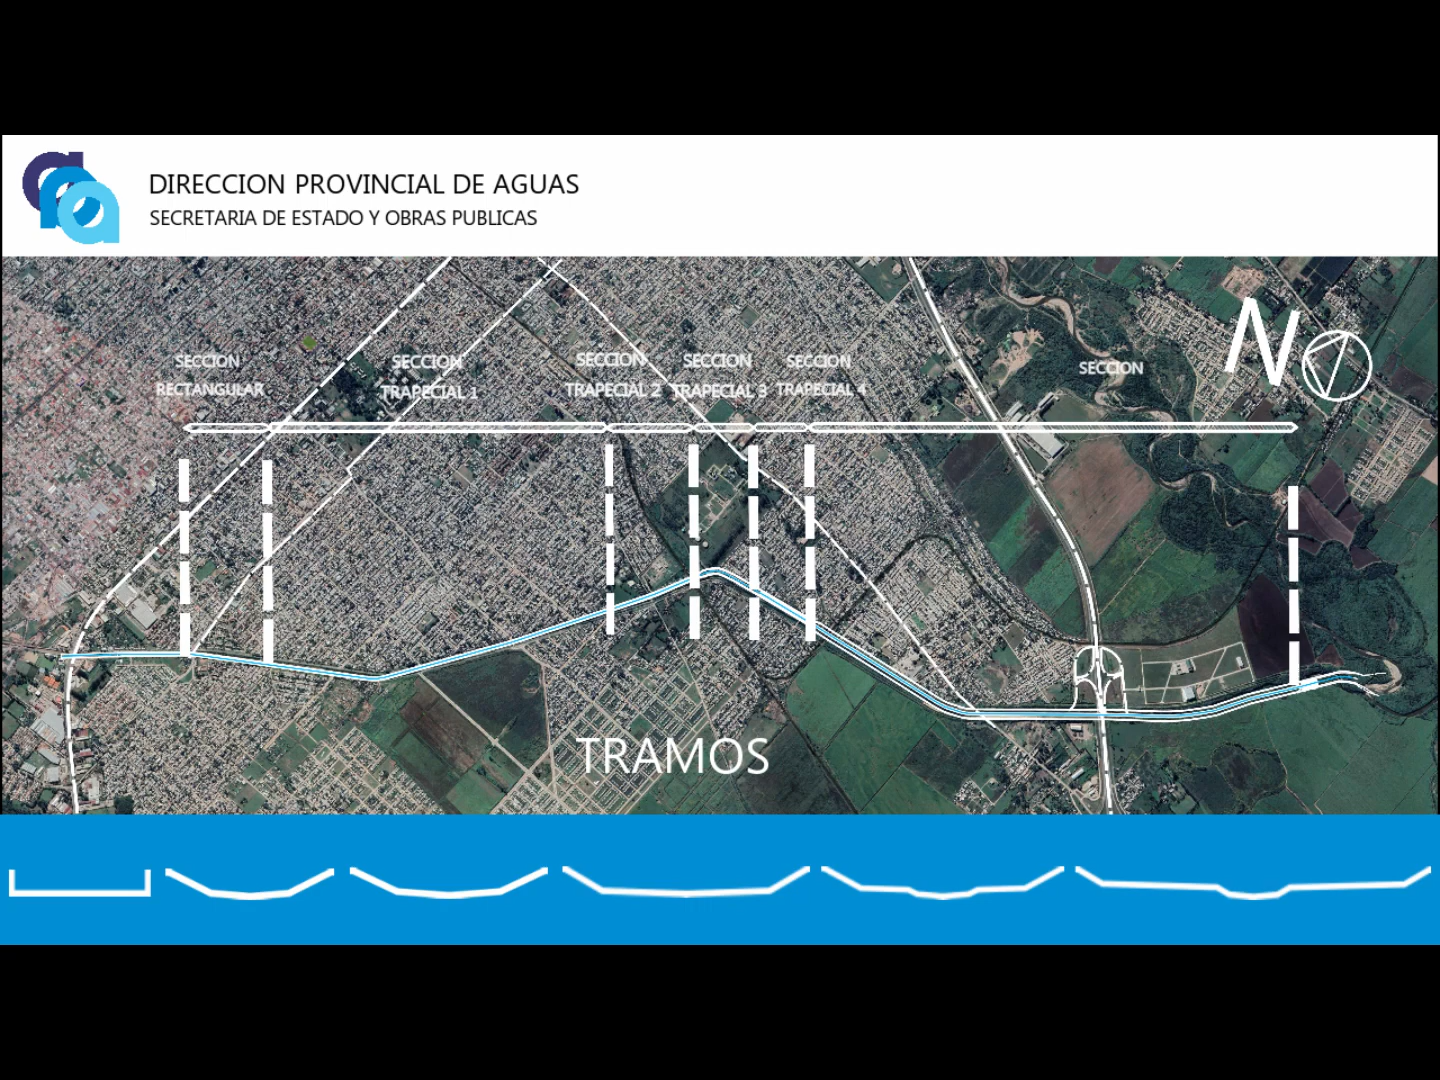 DIRECCION PROVINCIAL DE AGUAS
SECRETARIA DE ESTADO Y OBRAS PUBLICAS
N
SECCION
RECTANGULAR
SECCION
TRAPECIAL 1
SECCION
TRAPECIAL 2
SECCION
TRAPECIAL 3
SECCION
TRAPECIAL 4
SECCION
TRAMOS